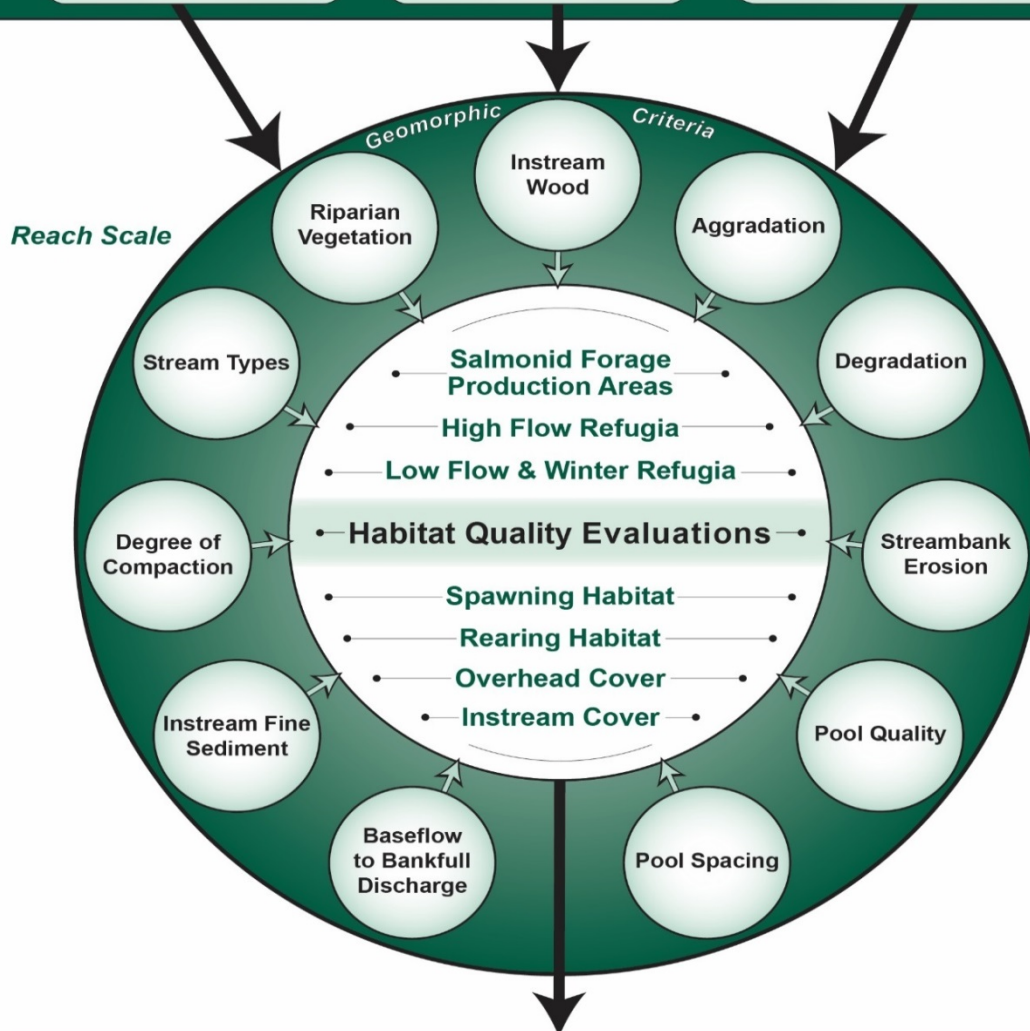 Geomorphic Criteria
Reach Scale
Instream
Wood
Riparian
Vegetation
Aggradation
Stream Types
Degradation
Degree of
Compaction
Streambank
Erosion
Instream Fine
Sediment
Pool Quality
Baseflow
to Bankfull
Discharge
Pool Spacing
Salmonid Forage
Production Areas
High Flow Refugia
Low Flow & Winter Refugia
Habitat Quality Evaluations
Spawning Habitat
Rearing Habitat
Overhead Cover
Instream Cover